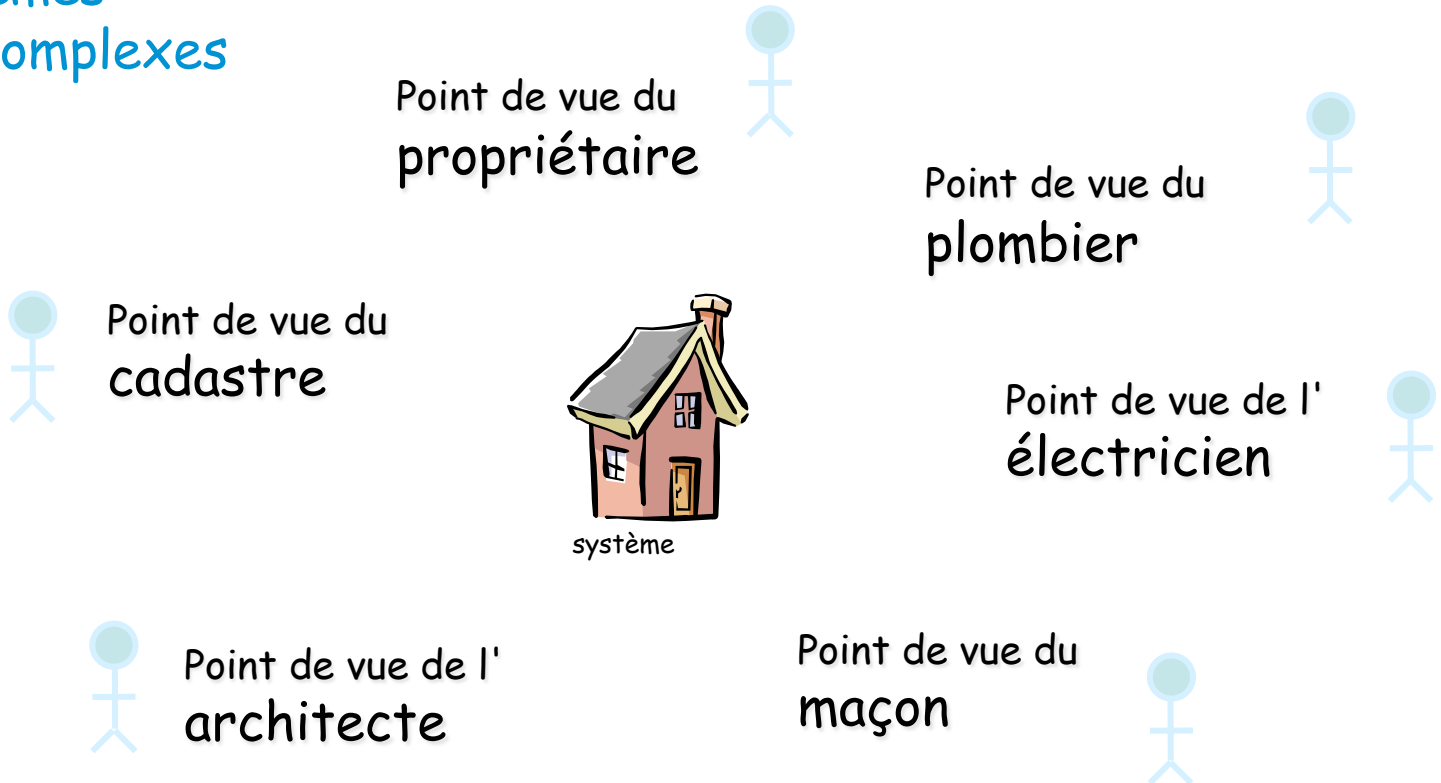 omplexes
Point de vue du
propriétaire
Point de vue du
plombier
Point de vue du
cadastre
Point de vue de l'
électricien
système
Point de vue de l'
architecte
Point de vue du
maçon